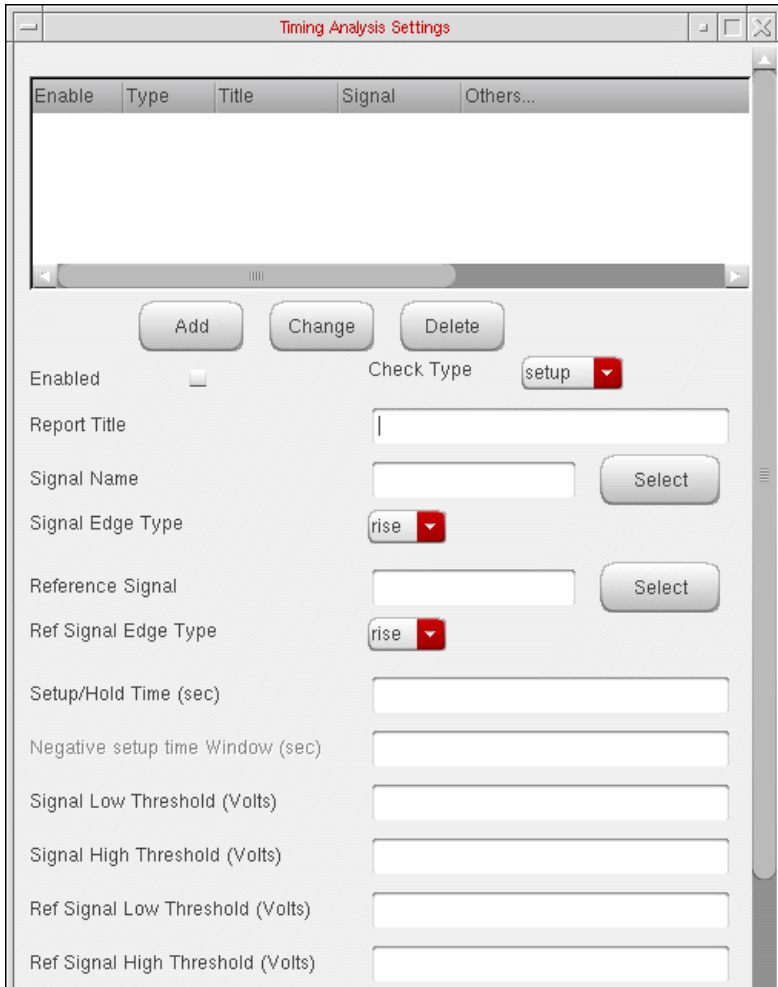 Timing Analysis Settings
Enable Type Title Signal Others...
Add Change Delete
Enabled Check Type setup
Report Title
Signal Name Select
Signal Edge Type rise
Reference Signal Select
Ref Signal Edge Type rise
Setup/Hold Time (sec)
Negative setup time Window (sec)
Signal Low Threshold (Volts)
Signal High Threshold (Volts)
Ref Signal Low Threshold (Volts)
Ref Signal High Threshold (Volts)